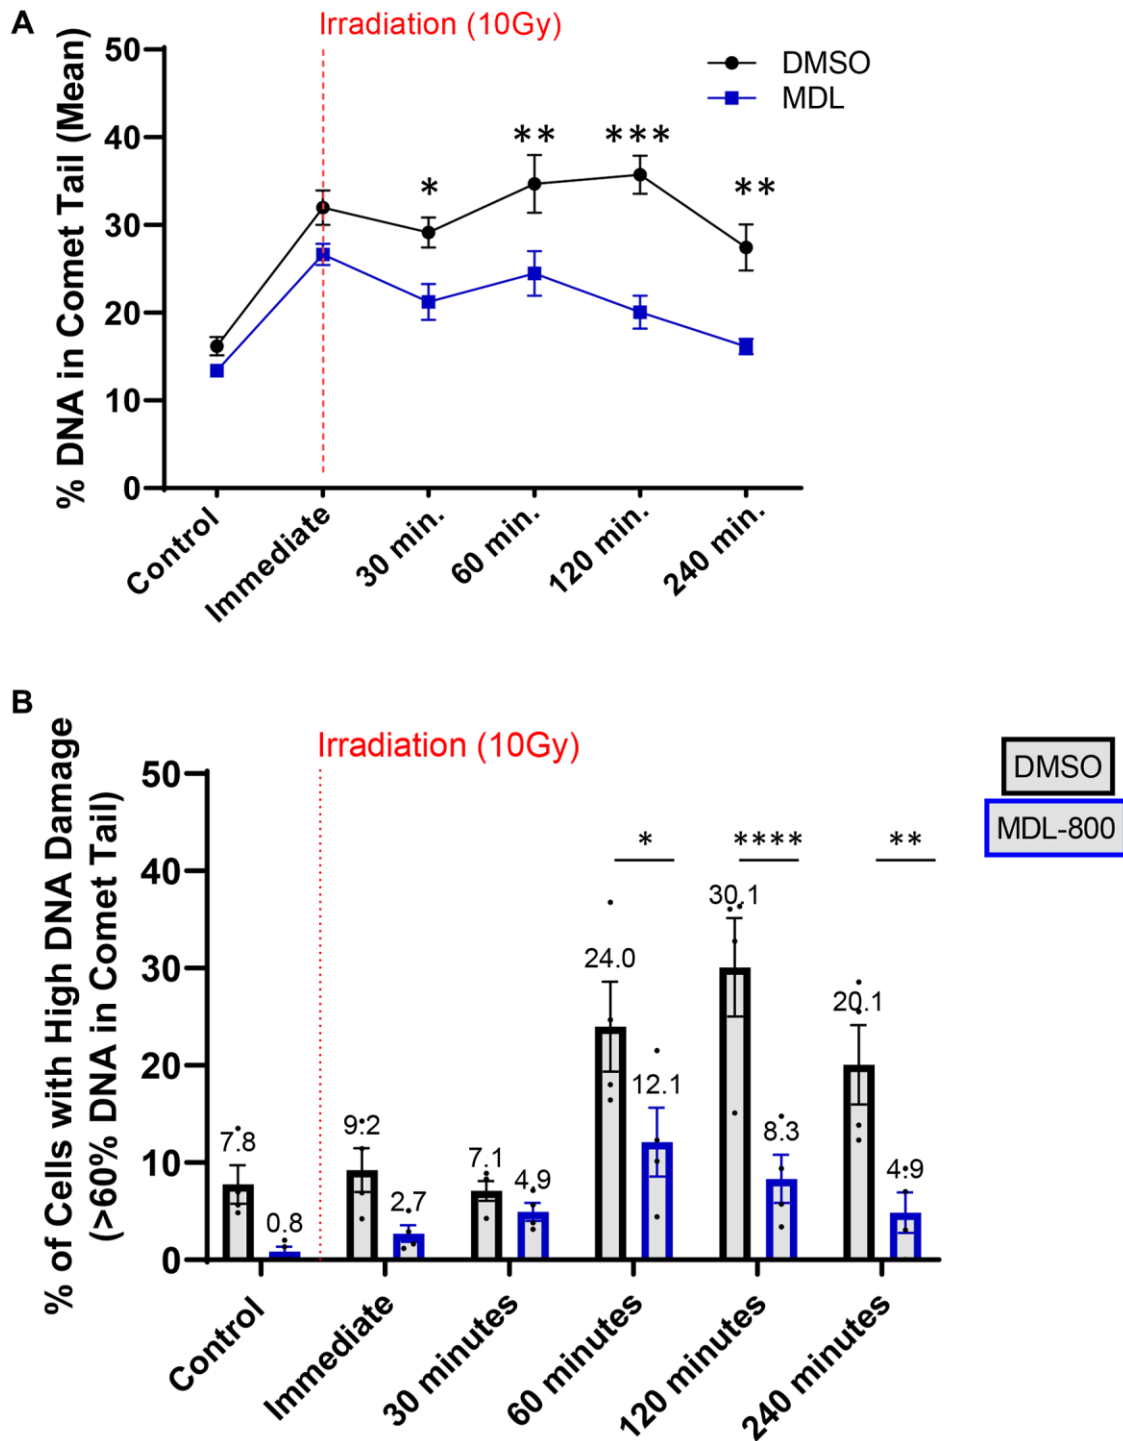 A
Irradiation (10Gy)
% DNA in Comet Tail (Mean)
50
40
30
20
10
0
DMSO
MDL
*
**
***
**
Control
Immediate
30 min.
60 min.
120 min.
240 min.
B
Irradiation (10Gy)
% of Cells with High DNA Damage
(>60% DNA in Comet Tail)
50
40
30
20
10
0
DMSO
MDL-800
*
****
**
7.8
0.8
9.2
2.7
7.1
4.9
24.0
12.1
30.1
8.3
20.1
4.9
Control
Immediate
30 minutes
60 minutes
120 minutes
240 minutes